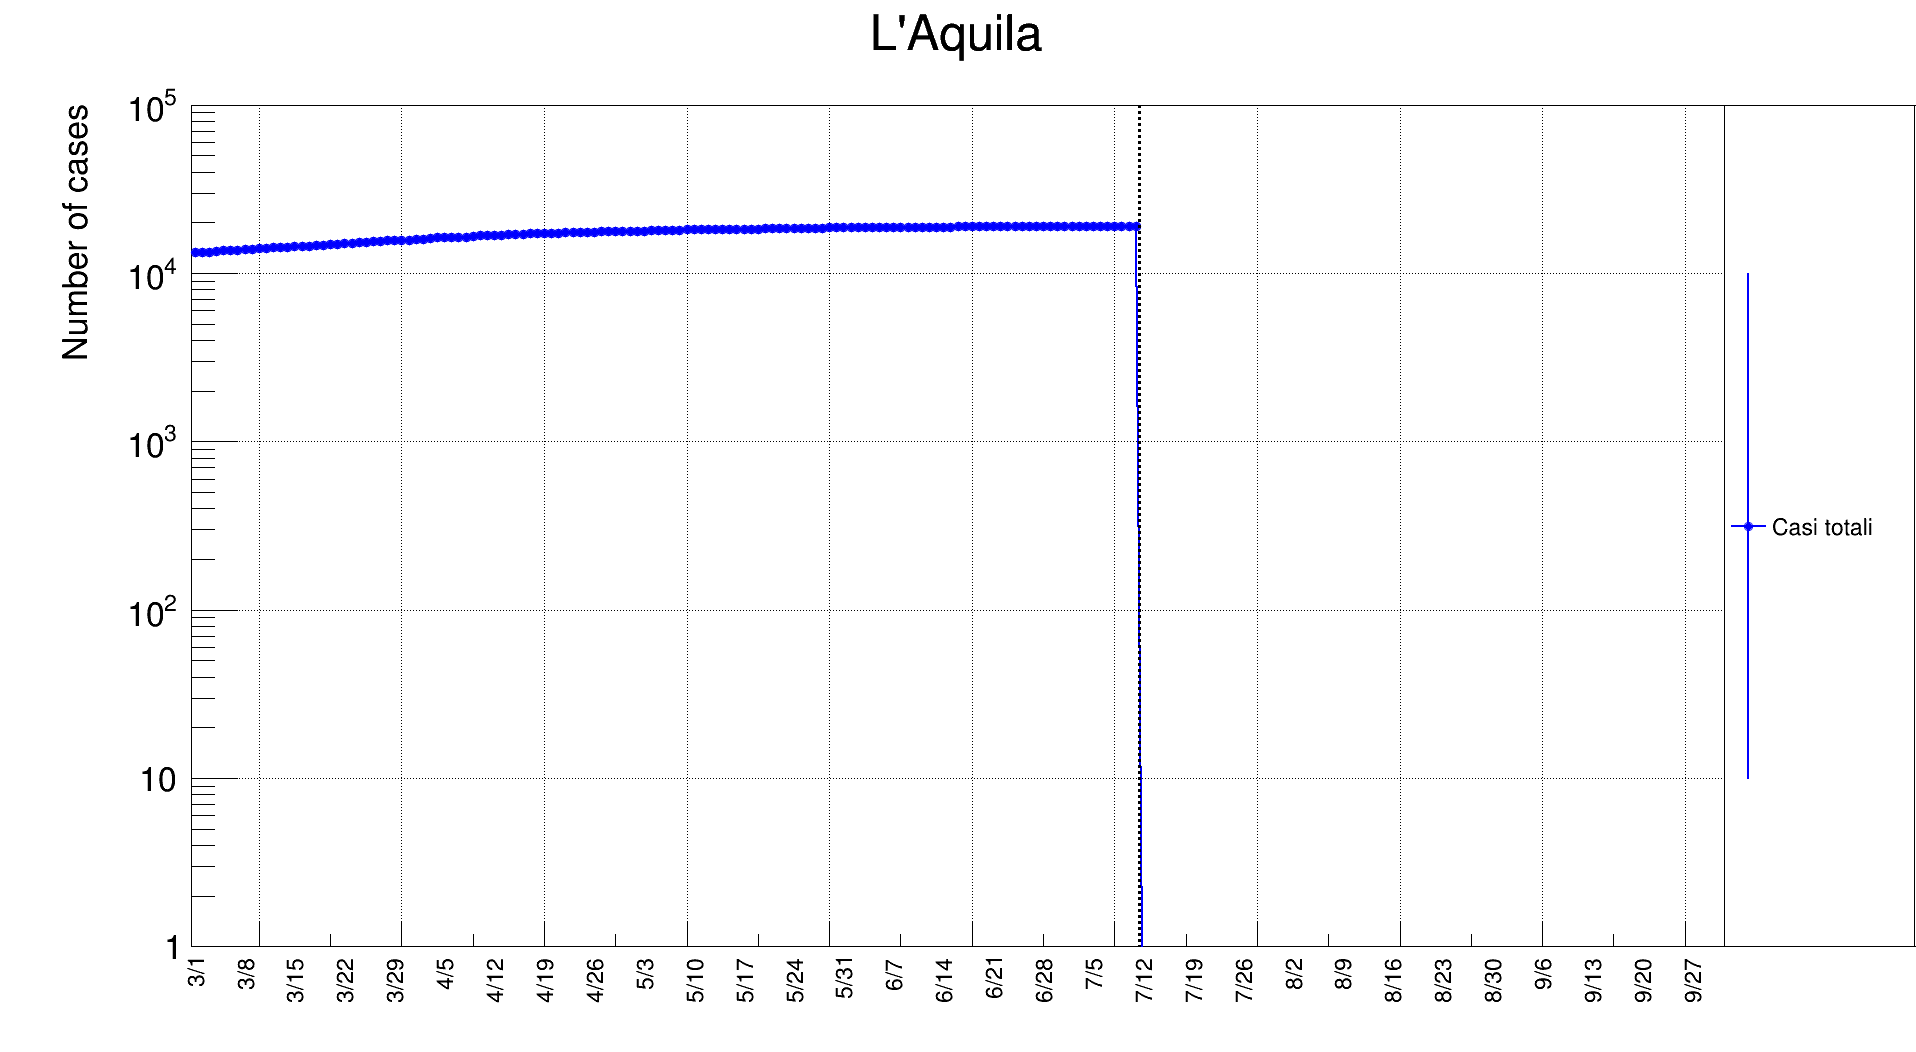 L'Aquila
Number of cases
10^5
10^4
10^3
10^2
10
1
3/1 3/8 3/15 3/22 3/29 4/5 4/12 4/19 4/26 5/3 5/10 5/17 5/24 5/31 6/7 6/14 6/21 6/28 7/5 7/12 7/19 7/26 8/2 8/9 8/16 8/23 8/30 9/6 9/13 9/20 9/27
Casi totali